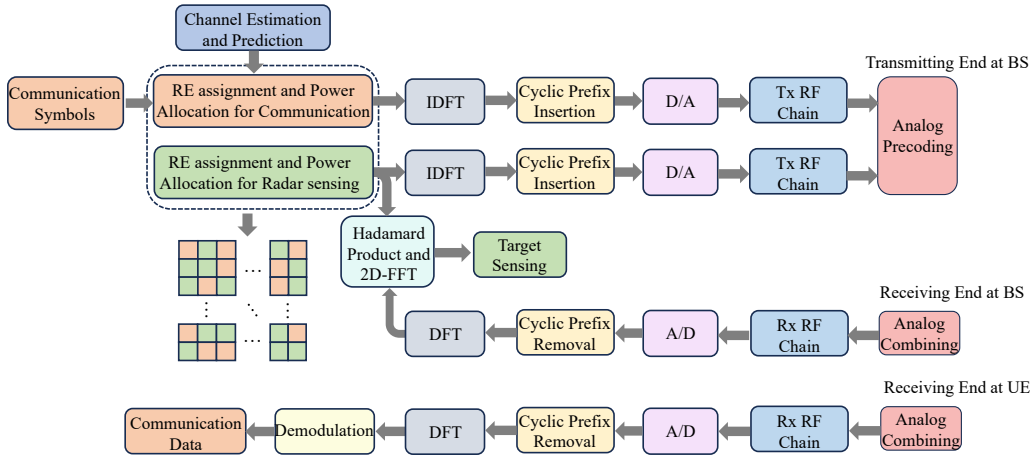 Channel Estimation
and Prediction
Transmitting End at BS
Communication
Symbols
RE assignment and Power
Allocation for Communication
IDFT
Cyclic Prefix
Insertion
D/A
Tx RF
Chain
Analog
Precoding
RE assignment and Power
Allocation for Radar sensing
IDFT
Cyclic Prefix
Insertion
D/A
Tx RF
Chain
Hadamard
Product and
2D-FFT
Target
Sensing
Receiving End at BS
DFT
Cyclic Prefix
Removal
A/D
Rx RF
Chain
Analog
Combining
Receiving End at UE
Communication
Data
Demodulation
DFT
Cyclic Prefix
Removal
A/D
Rx RF
Chain
Analog
Combining